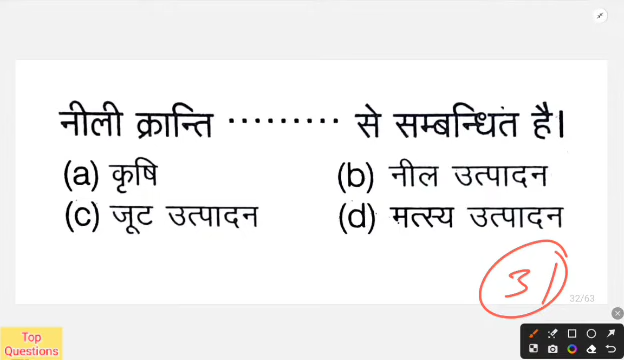 नीली क्रान्ति ········· से सम्बन्धित है।
(a) कृषि (b) नील उत्पादन
(c) जूट उत्पादन (d) मत्स्य उत्पादन
31
32/63
Top
Questions